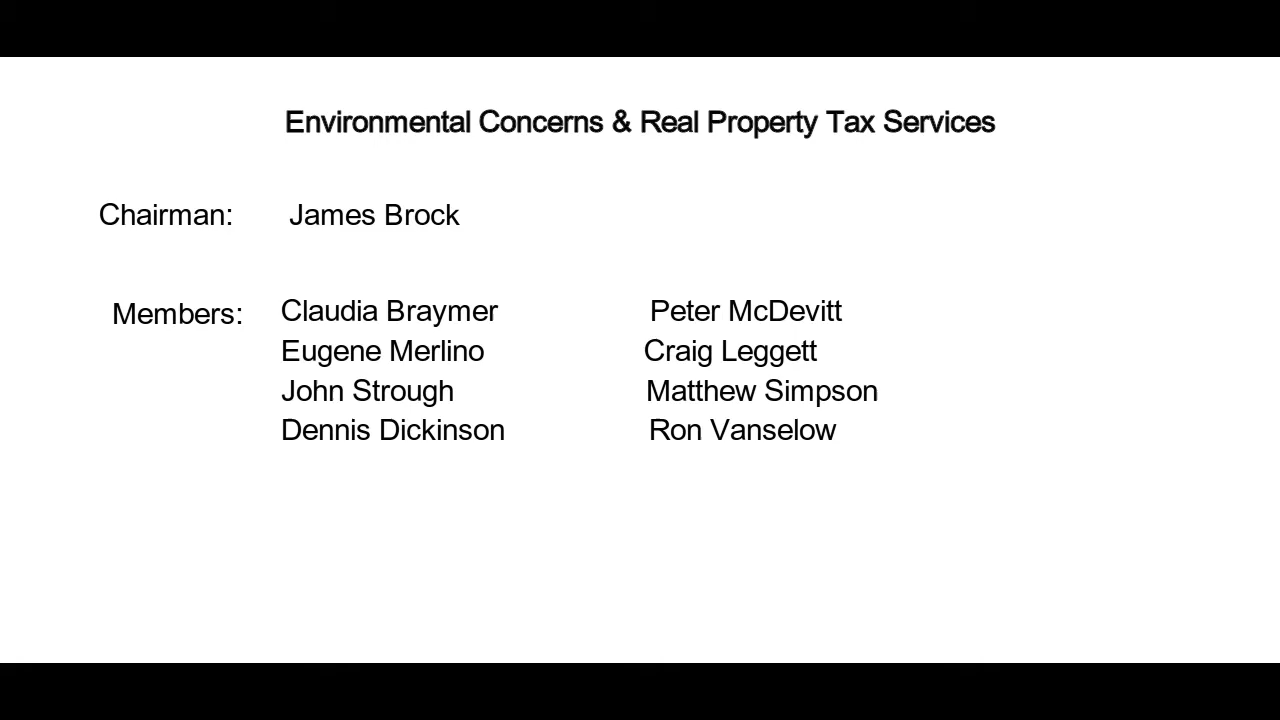 Environmental Concerns & Real Property Tax Services
Chairman: James Brock
Members: Claudia Braymer Peter McDevitt
Eugene Merlino Craig Leggett
John Strough Matthew Simpson
Dennis Dickinson Ron Vanselow